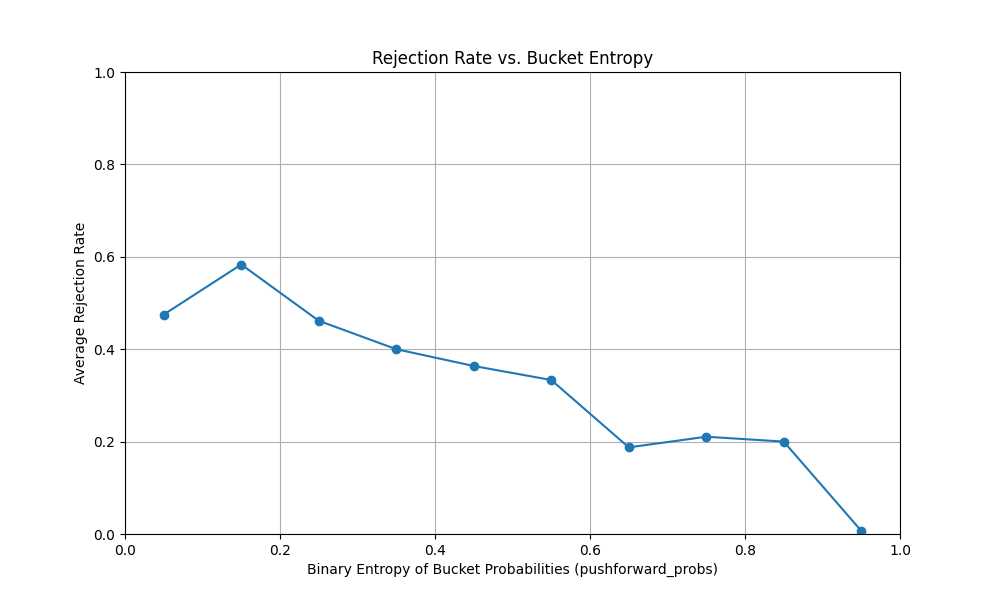 Rejection Rate vs. Bucket Entropy
1.0
0.8
0.6
0.4
0.2
0.0
Average Rejection Rate
0.0 0.2 0.4 0.6 0.8 1.0
Binary Entropy of Bucket Probabilities (pushforward_probs)